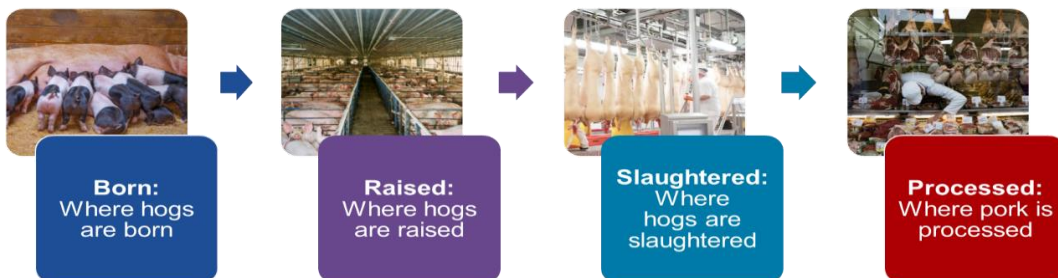 Born:
Where hogs
are born
Raised:
Where hogs
are raised
Slaughtered:
Where
hogs are
slaughtered
Processed:
Where pork is
processed